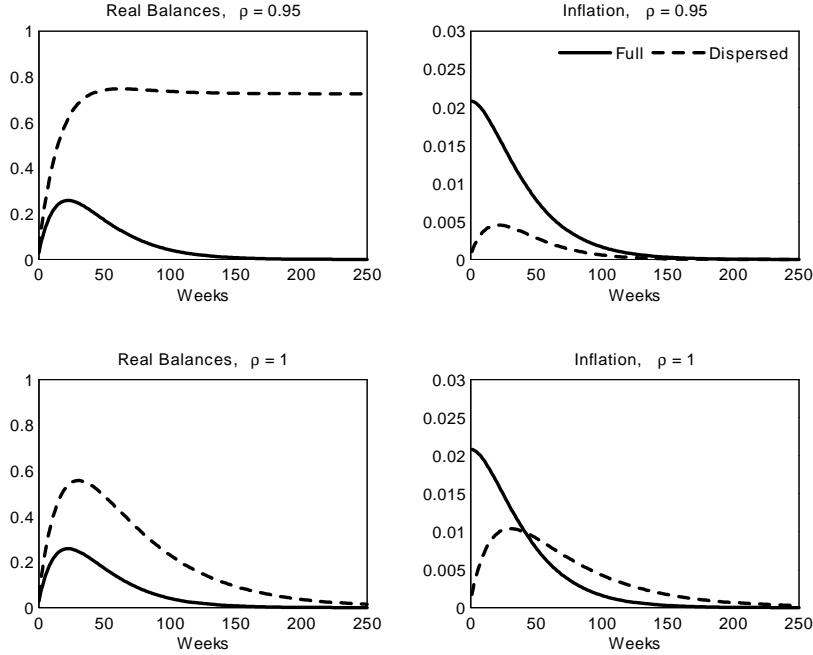 Real Balances, ρ = 0.95
1
0.8
0.6
0.4
0.2
0
0 50 100 150 200 250
Weeks
Inflation, ρ = 0.95
0.03
0.025
0.02
0.015
0.01
0.005
0
Full Dispersed
0 50 100 150 200 250
Weeks
Real Balances, ρ = 1
1
0.8
0.6
0.4
0.2
0
0 50 100 150 200 250
Weeks
Inflation, ρ = 1
0.03
0.025
0.02
0.015
0.01
0.005
0
0 50 100 150 200 250
Weeks